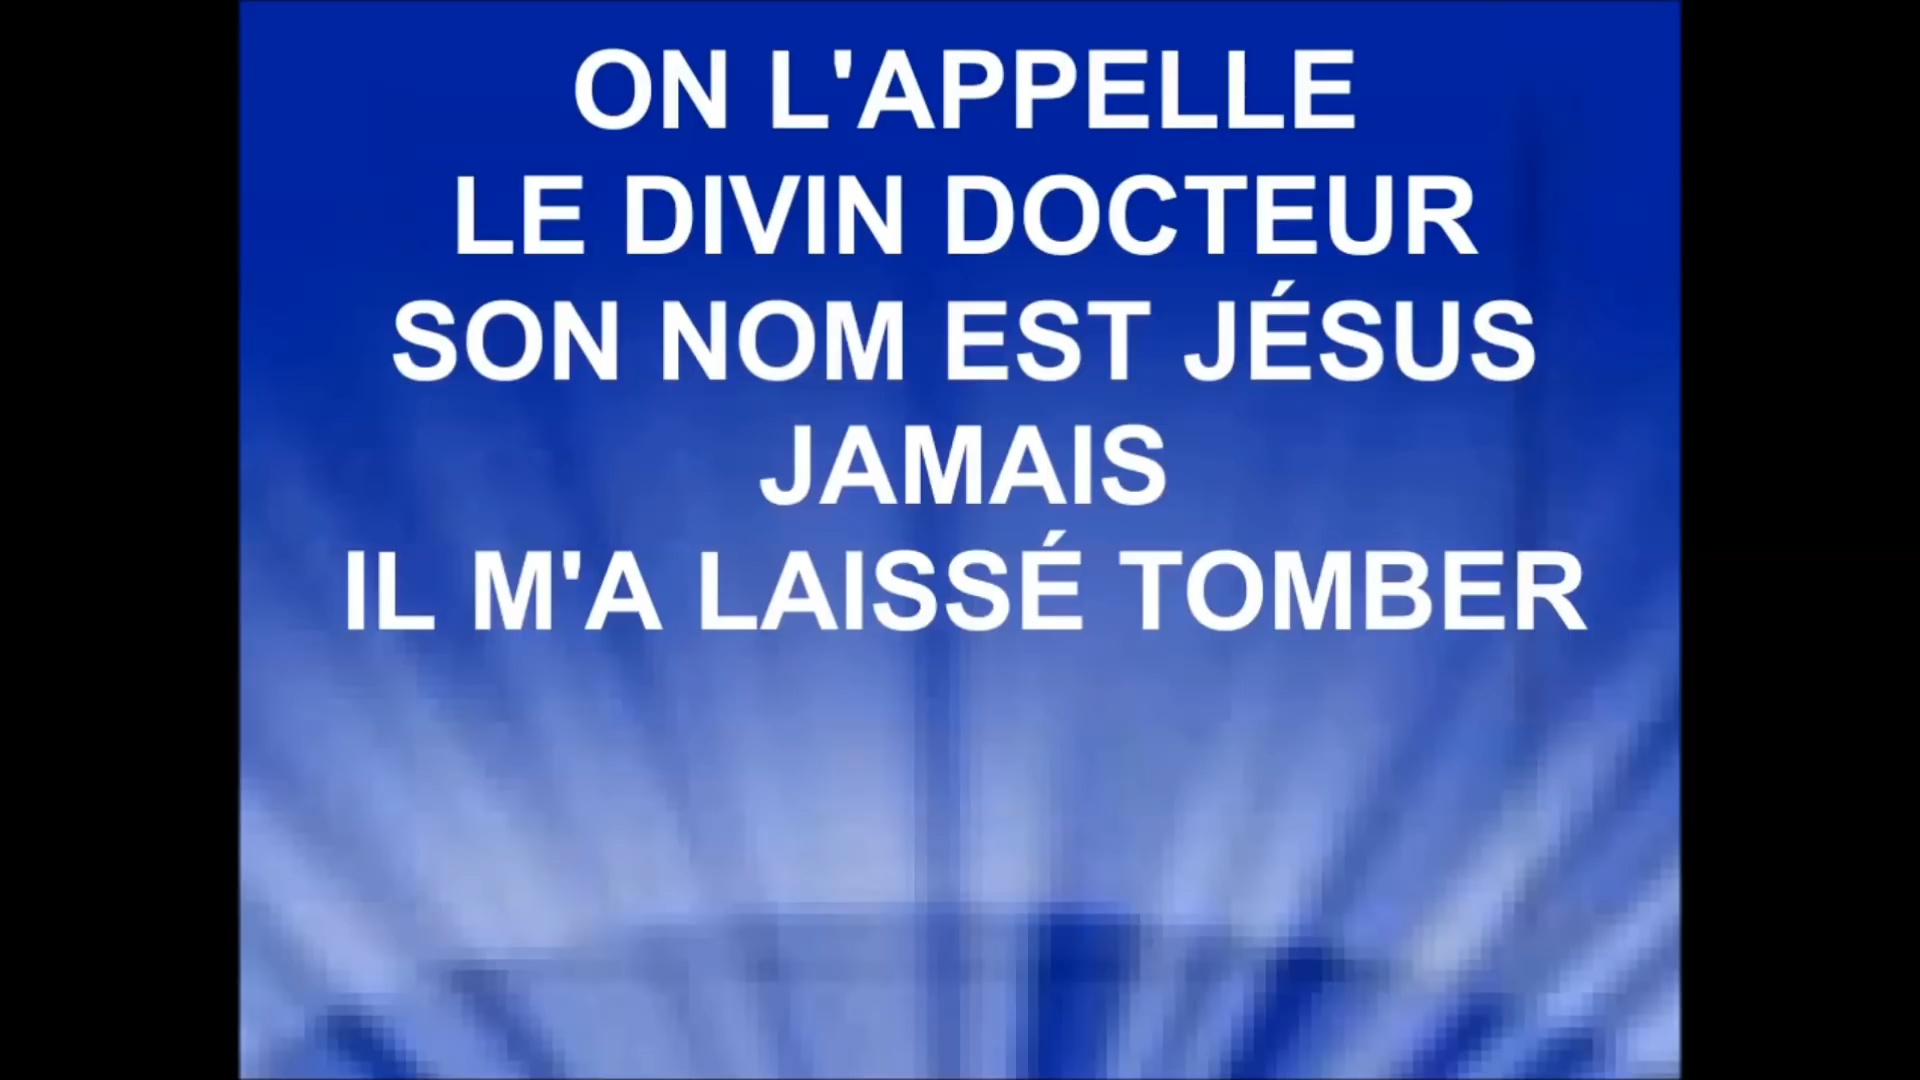 ON L'APPELLE
LE DIVIN DOCTEUR
SON NOM EST JÉSUS
JAMAIS
IL M'A LAISSÉ TOMBER